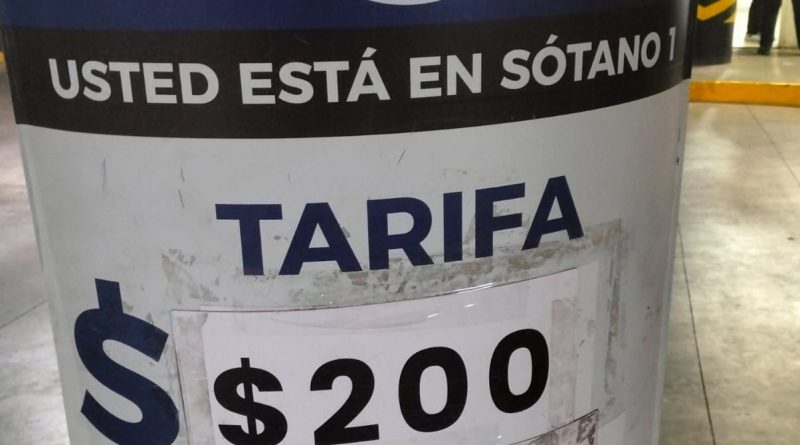 USTED ESTÁ EN SÓTANO 1
TARIFA
$
$200